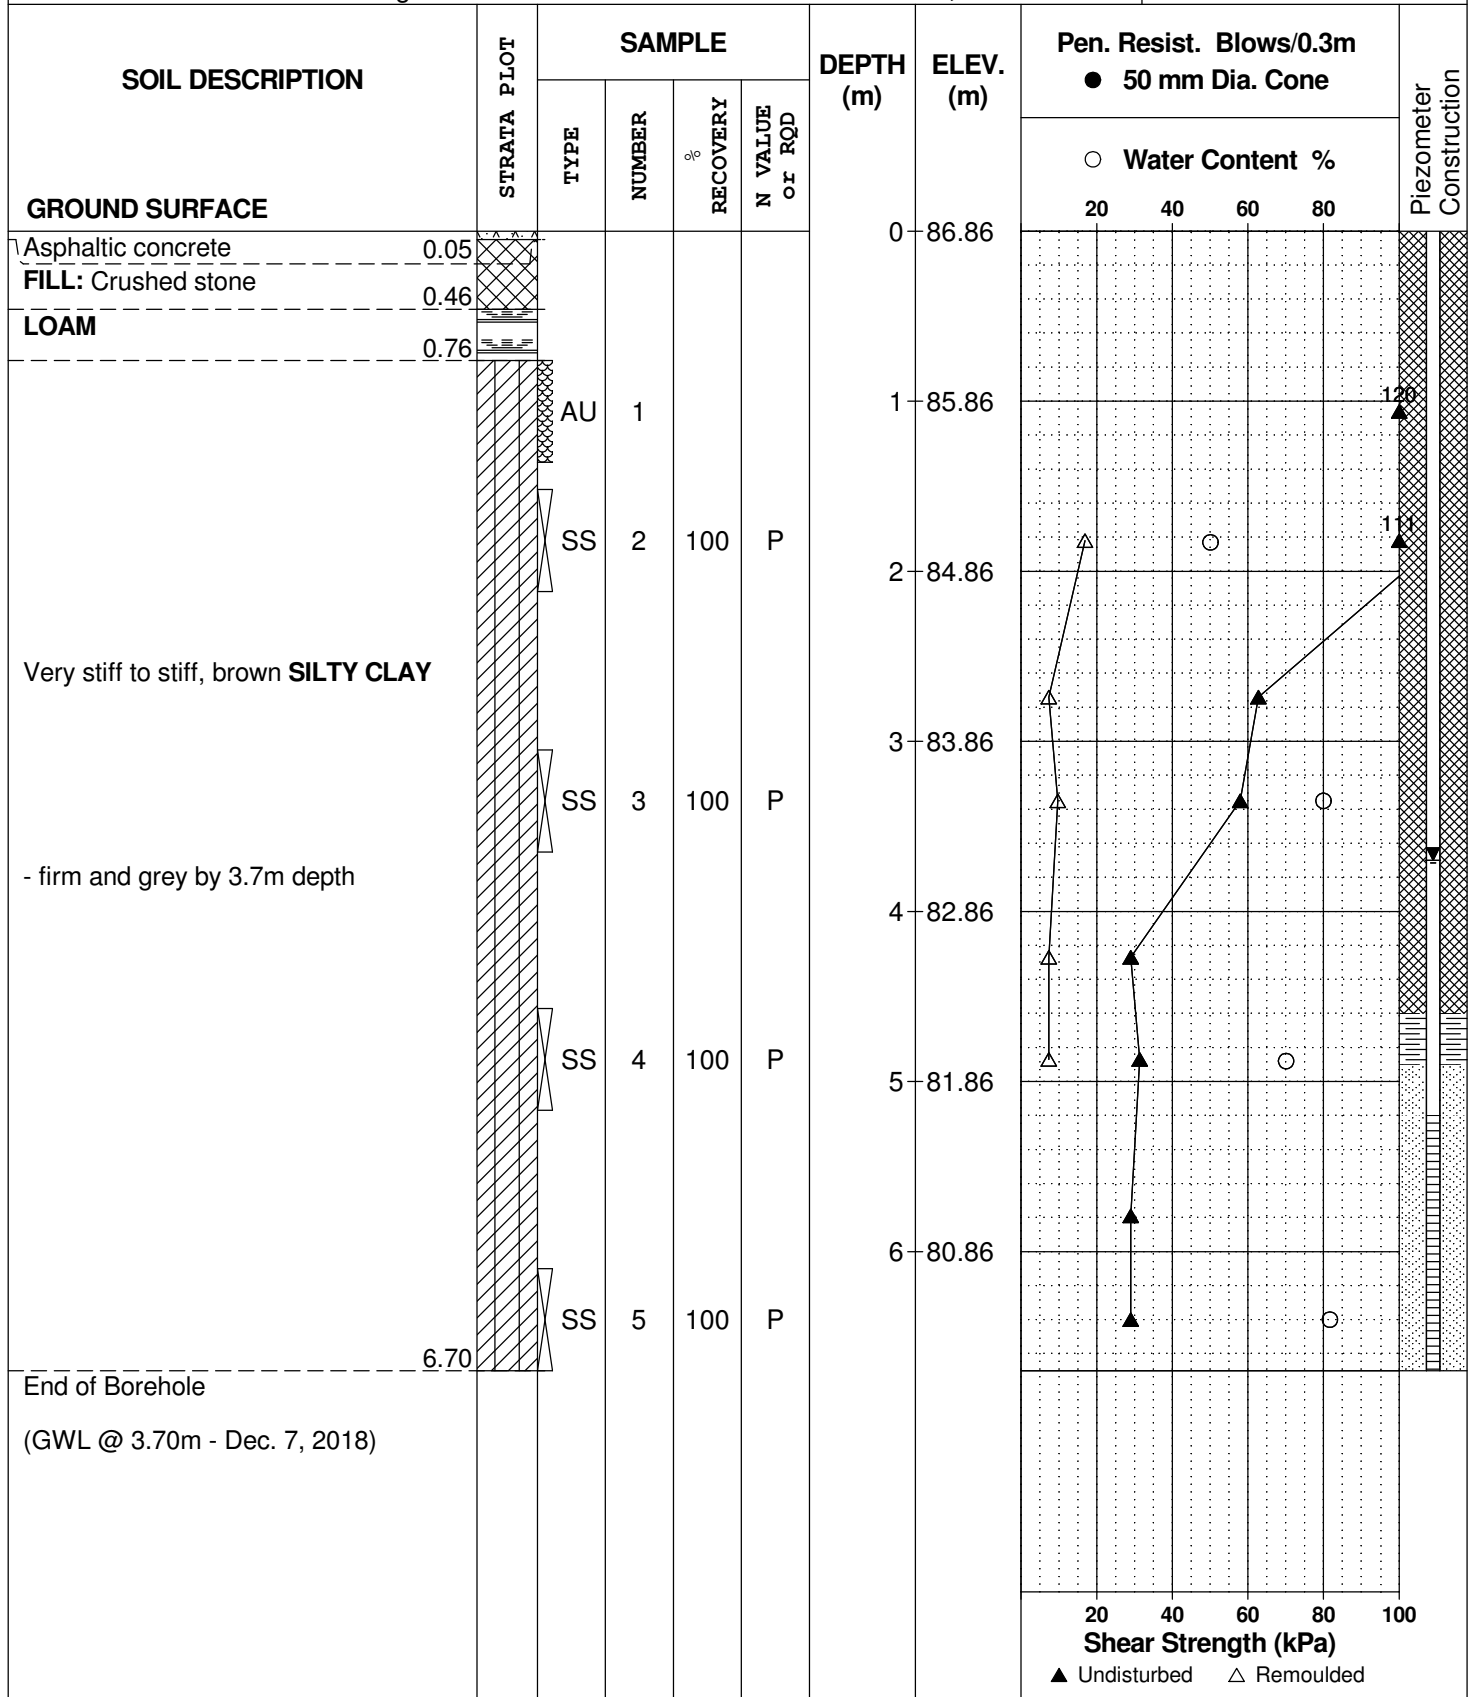 SOIL DESCRIPTION
GROUND SURFACE
STRATA PLOT
SAMPLE
TYPE
NUMBER
% RECOVERY
N VALUE or RQD
DEPTH (m)
ELEV. (m)
Pen. Resist. Blows/0.3m
● 50 mm Dia. Cone
○ Water Content %
20 40 60 80
Piezometer Construction
0 86.86
Asphaltic concrete 0.05
FILL: Crushed stone
0.46
LOAM
0.76
120
1 85.86
AU 1
111
SS 2 100 P
2 84.86
Very stiff to stiff, brown SILTY CLAY
3 83.86
SS 3 100 P
- firm and grey by 3.7m depth
4 82.86
SS 4 100 P
5 81.86
6 80.86
SS 5 100 P
6.70
End of Borehole
(GWL @ 3.70m - Dec. 7, 2018)
20 40 60 80 100
Shear Strength (kPa)
▲ Undisturbed △ Remoulded